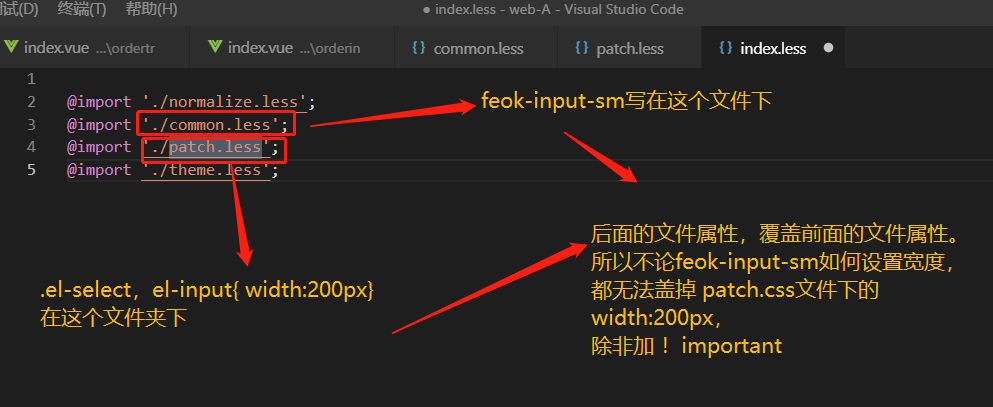 调试(D) 终端(T) 帮助(H) ● index.less - web-A - Visual Studio Code
index.vue ...\ordertr index.vue ...\orderin {} common.less {} patch.less {} index.less ●
1
2 @import './normalize.less';
3 @import './common.less';
4 @import './patch.less';
5 @import './theme.less';
feok-input-sm写在这个文件下
后面的文件属性，覆盖前面的文件属性。
所以不论feok-input-sm如何设置宽度，
都无法盖掉 patch.css文件下的
width:200px，
除非加 ！important
.el-select，el-input{ width:200px}
在这个文件夹下